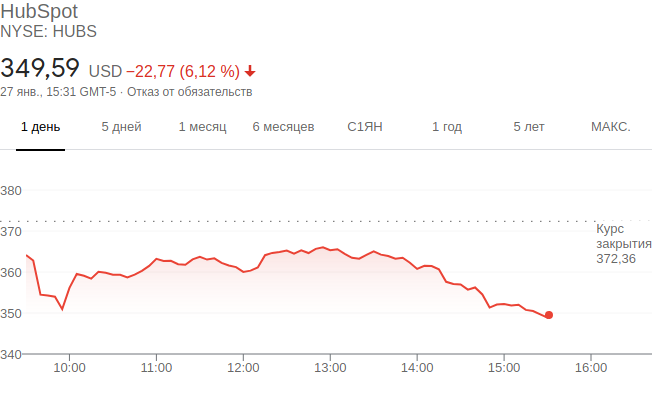 HubSpot
NYSE: HUBS
349,59 USD −22,77 (6,12 %)
27 янв., 15:31 GMT-5 · Отказ от обязательств
1 день 5 дней 1 месяц 6 месяцев С1ЯН 1 год 5 лет МАКС.
380
370
Курс
закрытия
372,36
360
350
340
10:00 11:00 12:00 13:00 14:00 15:00 16:00